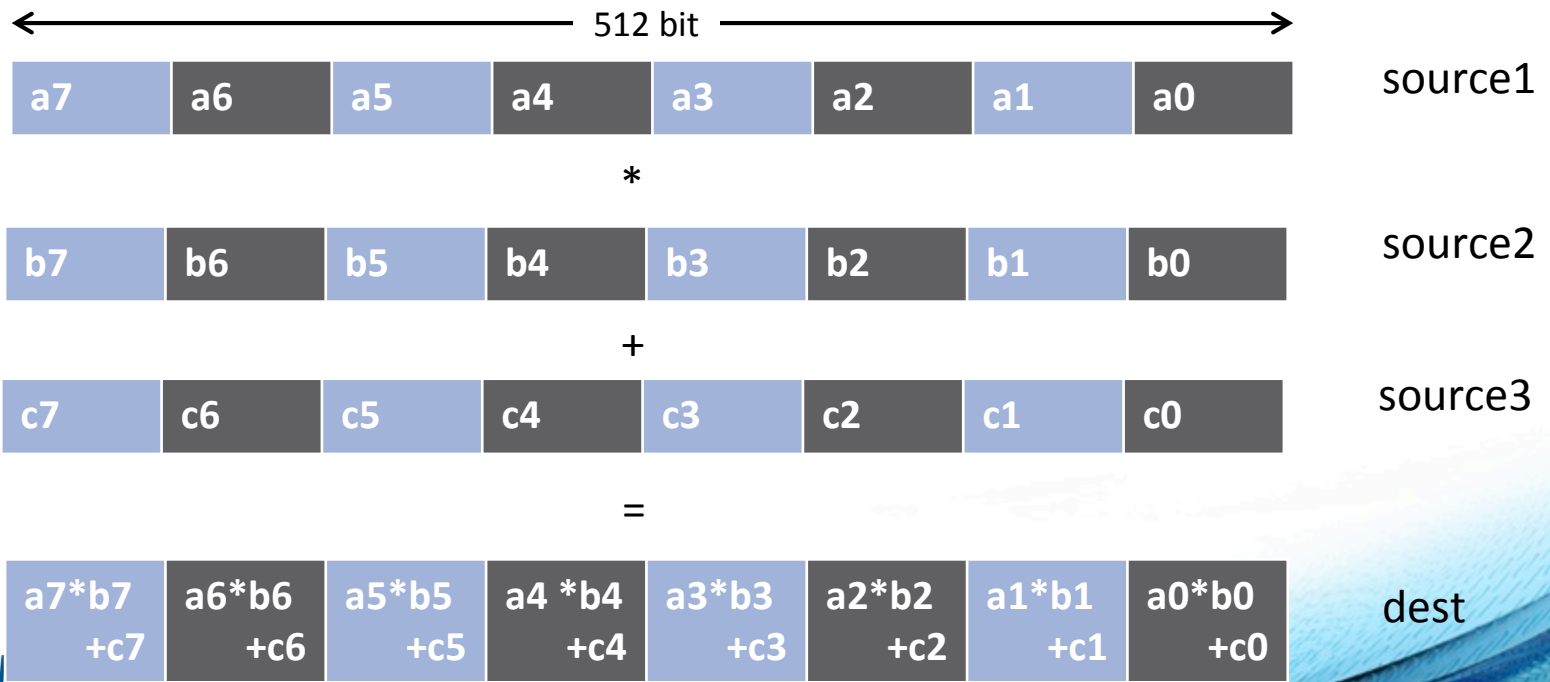 512 bit
a7 a6 a5 a4 a3 a2 a1 a0 source1
*
b7 b6 b5 b4 b3 b2 b1 b0 source2
+
c7 c6 c5 c4 c3 c2 c1 c0 source3
=
a7*b7 a6*b6 a5*b5 a4 *b4 a3*b3 a2*b2 a1*b1 a0*b0 dest
+c7 +c6 +c5 +c4 +c3 +c2 +c1 +c0